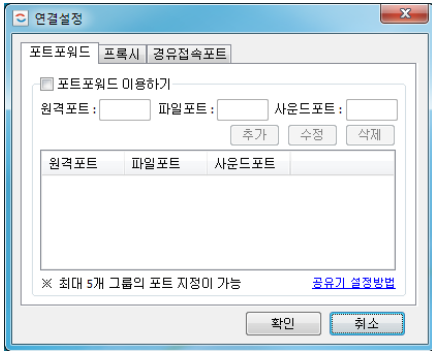 연결설정
포트포워드 프록시 경유접속포트
포트포워드 이용하기
원격포트 : 파일포트 : 사운드포트 :
추가 수정 삭제
원격포트 파일포트 사운드포트
※ 최대 5개 그룹의 포트 지정이 가능 공유기 설정방법
확인 취소